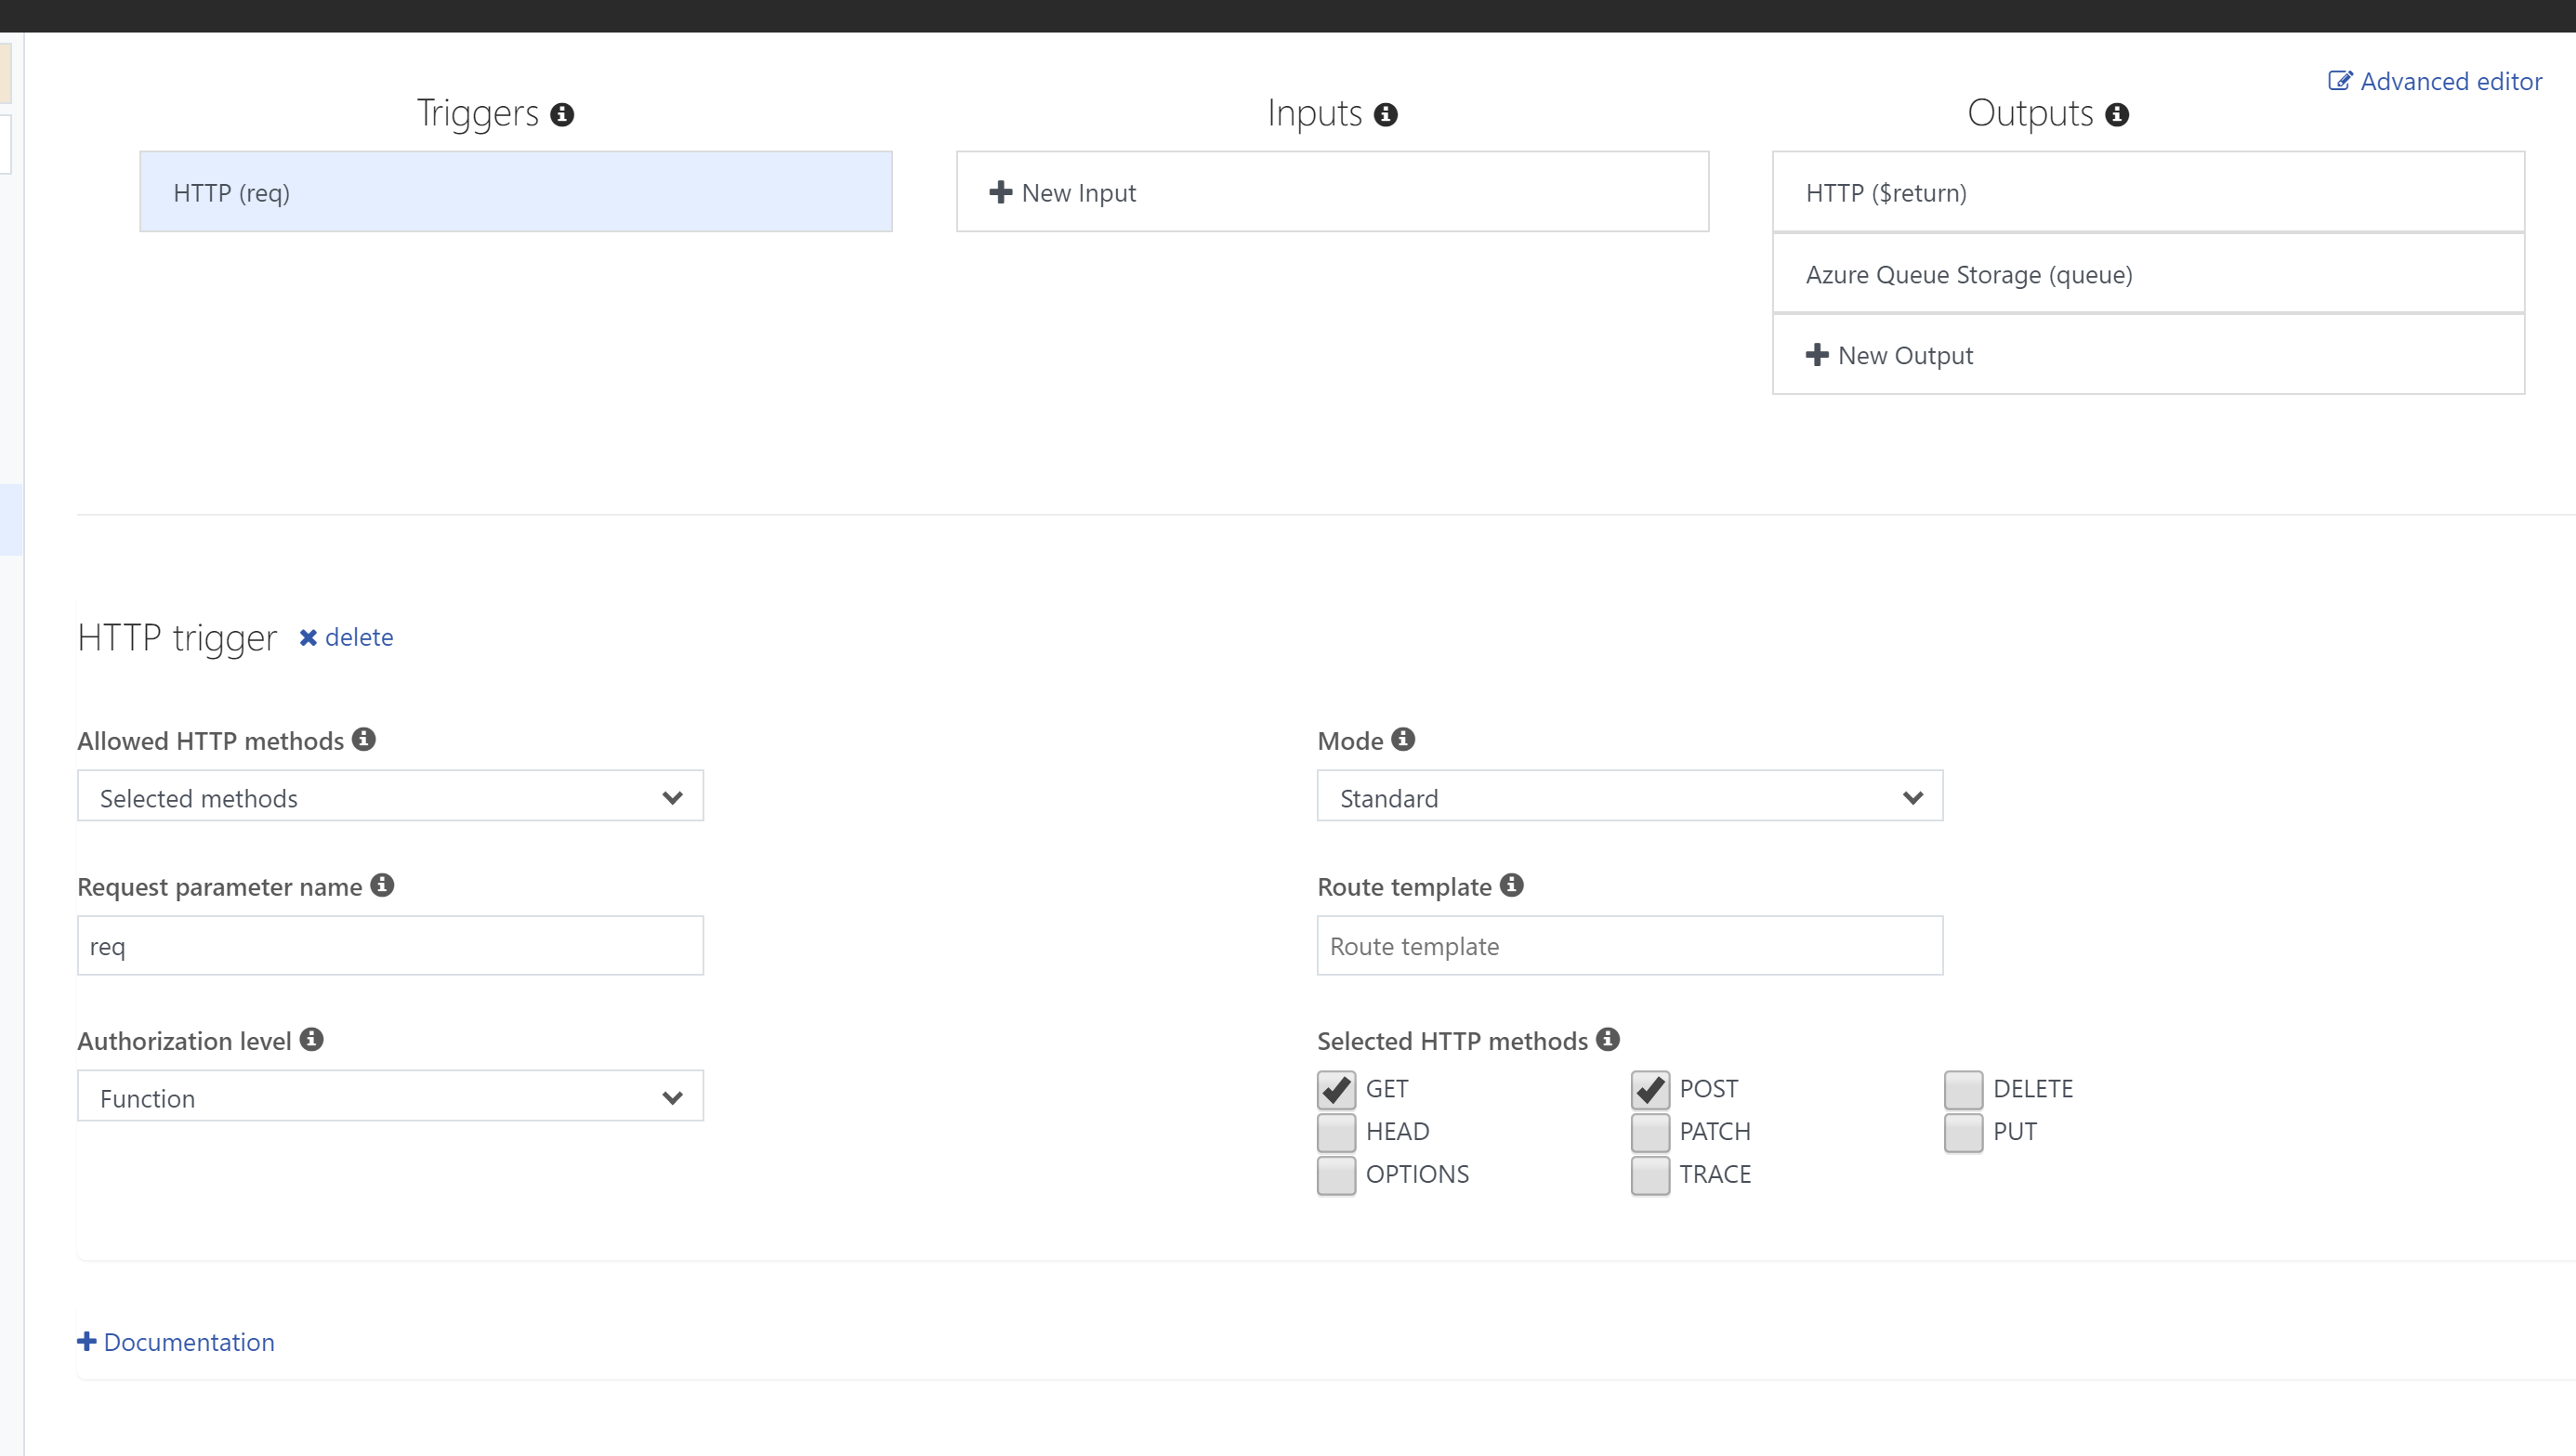 Advanced editor
Triggers
Inputs
Outputs
HTTP (req)
New Input
HTTP ($return)
Azure Queue Storage (queue)
New Output
HTTP trigger delete
Allowed HTTP methods
Mode
Selected methods
Standard
Request parameter name
Route template
req
Route template
Authorization level
Selected HTTP methods
Function
GET POST DELETE
HEAD PATCH PUT
OPTIONS TRACE
Documentation